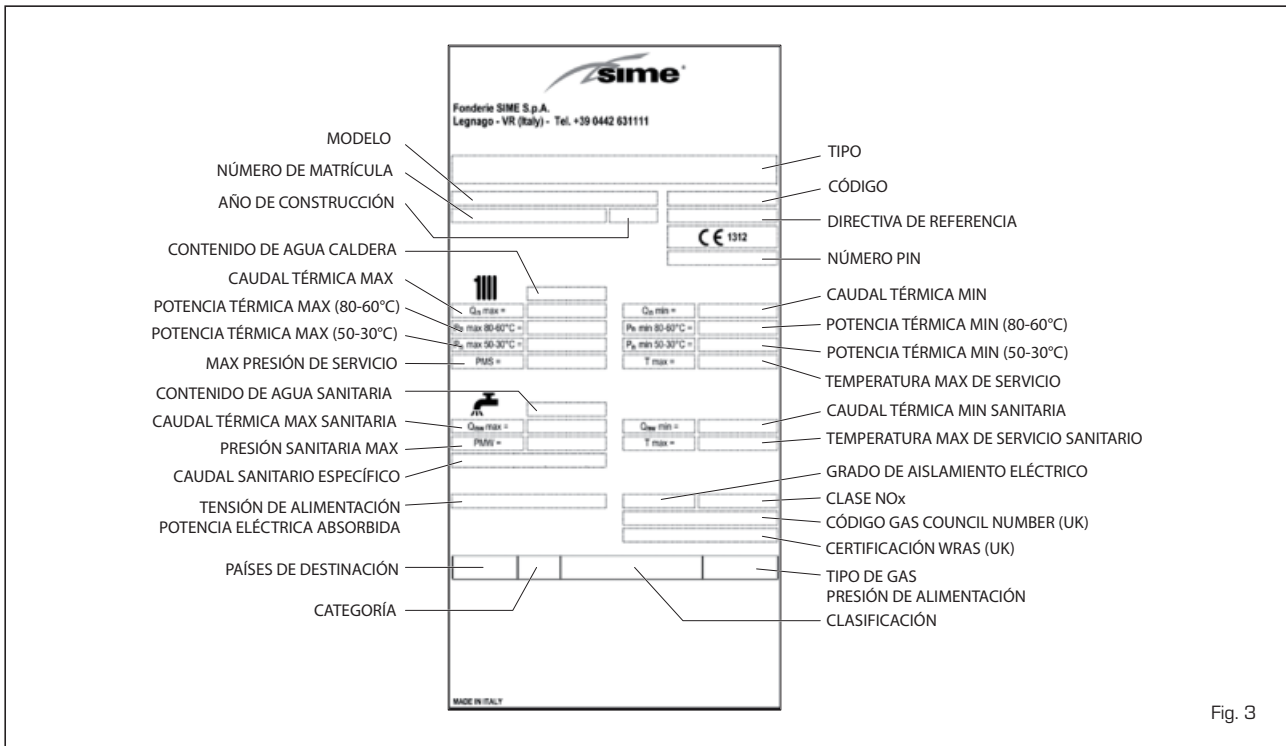 sime
Fonderie SIME S.p.A.
Legnago - VR (Italy) - Tel. +39 0442 631111
MODELO
NÚMERO DE MATRÍCULA
AÑO DE CONSTRUCCIÓN
CONTENIDO DE AGUA CALDERA
CAUDAL TÉRMICA MAX
POTENCIA TÉRMICA MAX (80-60°C)
POTENCIA TÉRMICA MAX (50-30°C)
MAX PRESIÓN DE SERVICIO
CONTENIDO DE AGUA SANITARIA
CAUDAL TÉRMICA MAX SANITARIA
PRESIÓN SANITARIA MAX
CAUDAL SANITARIO ESPECÍFICO
TENSIÓN DE ALIMENTACIÓN
POTENCIA ELÉCTRICA ABSORBIDA
PAÍSES DE DESTINACIÓN
CATEGORÍA
CE 1312
Qn max =
Pn max 80-60°C =
Pn max 50-30°C =
PMS =
Qn min =
Pn min 80-60°C =
Pn min 50-30°C =
T max =
Qnw max =
PMW =
Qnw min =
T max =
TIPO
CÓDIGO
DIRECTIVA DE REFERENCIA
NÚMERO PIN
CAUDAL TÉRMICA MIN
POTENCIA TÉRMICA MIN (80-60°C)
POTENCIA TÉRMICA MIN (50-30°C)
TEMPERATURA MAX DE SERVICIO
CAUDAL TÉRMICA MIN SANITARIA
TEMPERATURA MAX DE SERVICIO SANITARIO
GRADO DE AISLAMIENTO ELÉCTRICO
CLASE NOx
CÓDIGO GAS COUNCIL NUMBER (UK)
CERTIFICACIÓN WRAS (UK)
TIPO DE GAS
PRESIÓN DE ALIMENTACIÓN
CLASIFICACIÓN
MADE IN ITALY
Fig. 3